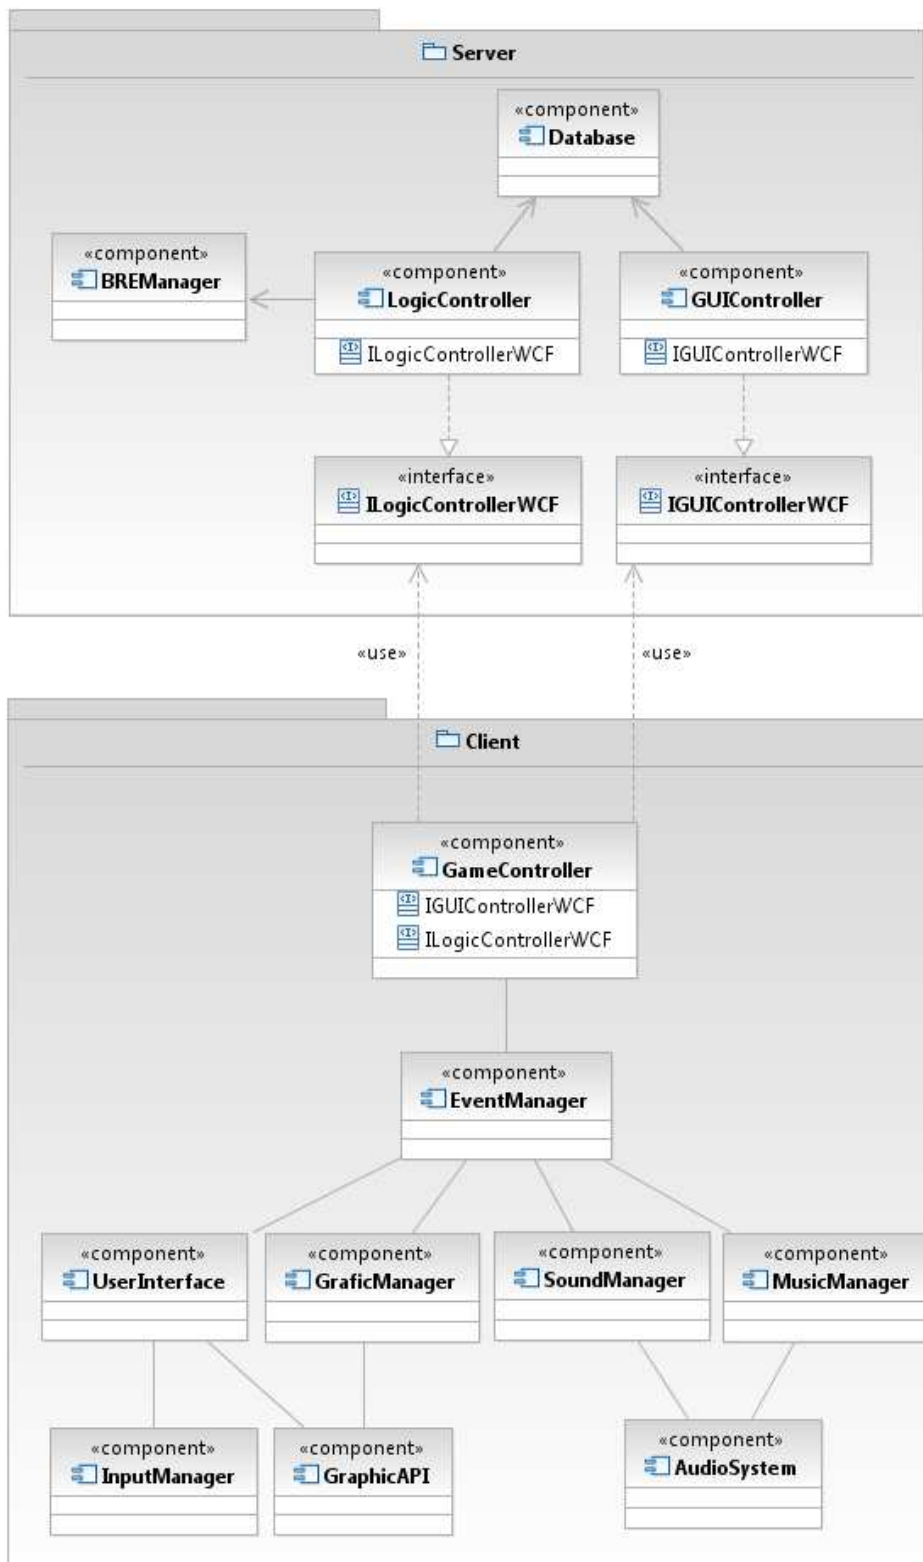 Server
«component»
Database
«component»
BREManager
«component»
LogicController
ILogicControllerWCF
«component»
GUIController
IGUIControllerWCF
«interface»
ILogicControllerWCF
«interface»
IGUIControllerWCF
«use»
«use»
Client
«component»
GameController
IGUIControllerWCF
ILogicControllerWCF
«component»
EventManager
«component»
UserInterface
«component»
GraficManager
«component»
SoundManager
«component»
MusicManager
«component»
InputManager
«component»
GraphicAPI
«component»
AudioSystem